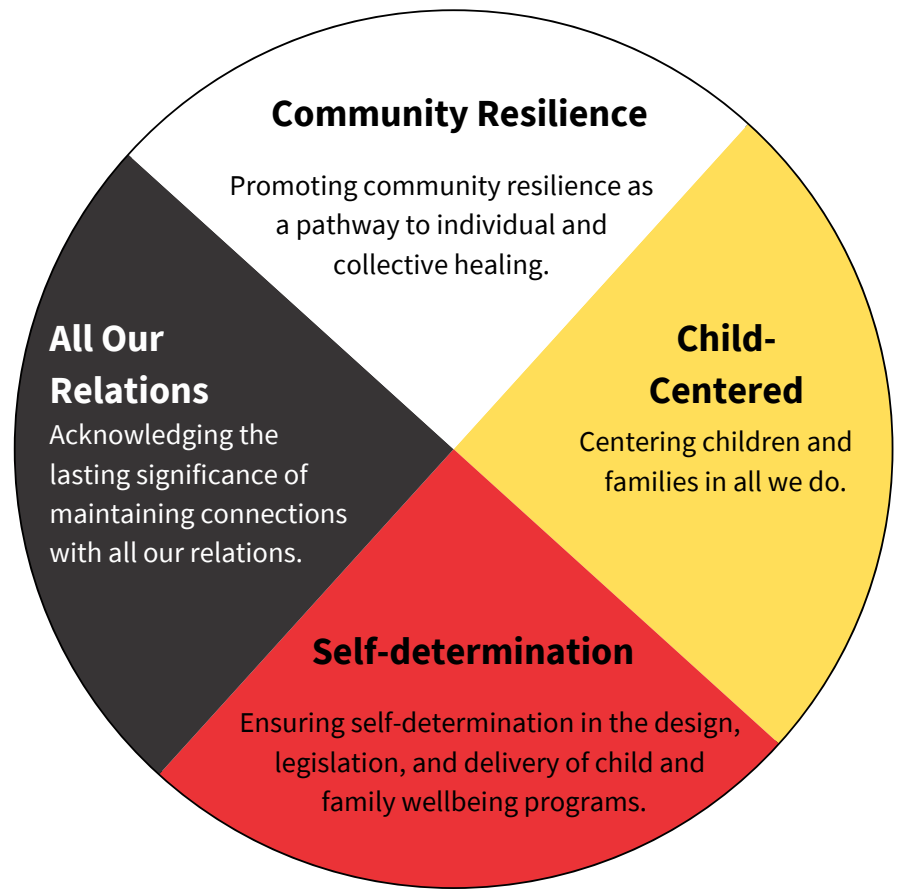 Community Resilience
Promoting community resilience as
a pathway to individual and
collective healing.
All Our
Relations
Acknowledging the
lasting significance of
maintaining connections
with all our relations.
Child-
Centered
Centering children and
families in all we do.
Self-determination
Ensuring self-determination in the design,
legislation, and delivery of child and
family wellbeing programs.